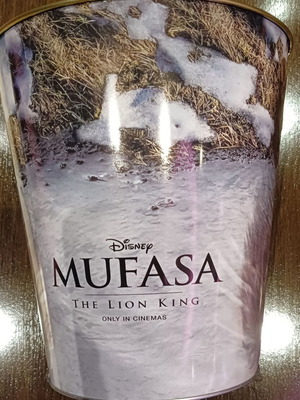 Disney
MUFASA
THE LION KING
ONLY IN CINEMAS